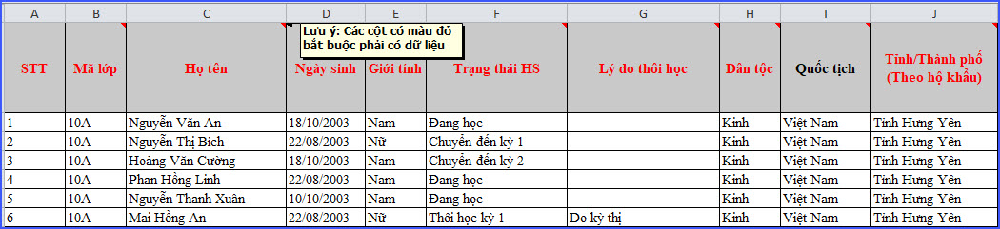 A B C D E F G H I J
Lưu ý: Các cột có màu đỏ
bắt buộc phải có dữ liệu
STT Mã lớp Họ tên Ngày sinh Giới tính Trạng thái HS Lý do thôi học Dân tộc Quốc tịch Tỉnh/Thành phố
(Theo hộ khẩu)
1 10A Nguyễn Văn An 18/10/2003 Nam Đang học Kinh Việt Nam Tỉnh Hưng Yên
2 10A Nguyễn Thị Bích 22/08/2003 Nữ Chuyển đến kỳ 1 Kinh Việt Nam Tỉnh Hưng Yên
3 10A Hoàng Văn Cường 18/10/2003 Nam Chuyển đến kỳ 2 Kinh Việt Nam Tỉnh Hưng Yên
4 10A Phan Hồng Linh 22/08/2003 Nam Đang học Kinh Việt Nam Tỉnh Hưng Yên
5 10A Nguyễn Thanh Xuân 10/10/2003 Nam Đang học Kinh Việt Nam Tỉnh Hưng Yên
6 10A Mai Hồng An 22/08/2003 Nữ Thôi học kỳ 1 Do kỳ thị Kinh Việt Nam Tỉnh Hưng Yên